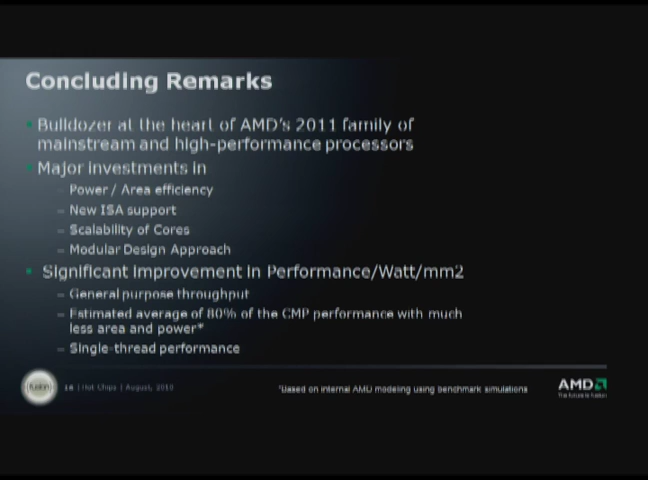 Concluding Remarks
Bulldozer at the heart of AMD's 2011 family of
mainstream and high-performance processors
Major investments in
– Power / Area efficiency
– New ISA support
– Scalability of Cores
– Modular Design Approach
Significant improvement in Performance/Watt/mm2
– General purpose throughput
– Estimated average of 80% of the CMP performance with much
less area and power*
– Single-thread performance
fusion
16 | Hot Chips | August, 2010
*Based on internal AMD modeling using benchmark simulations
AMD
The future is fusion